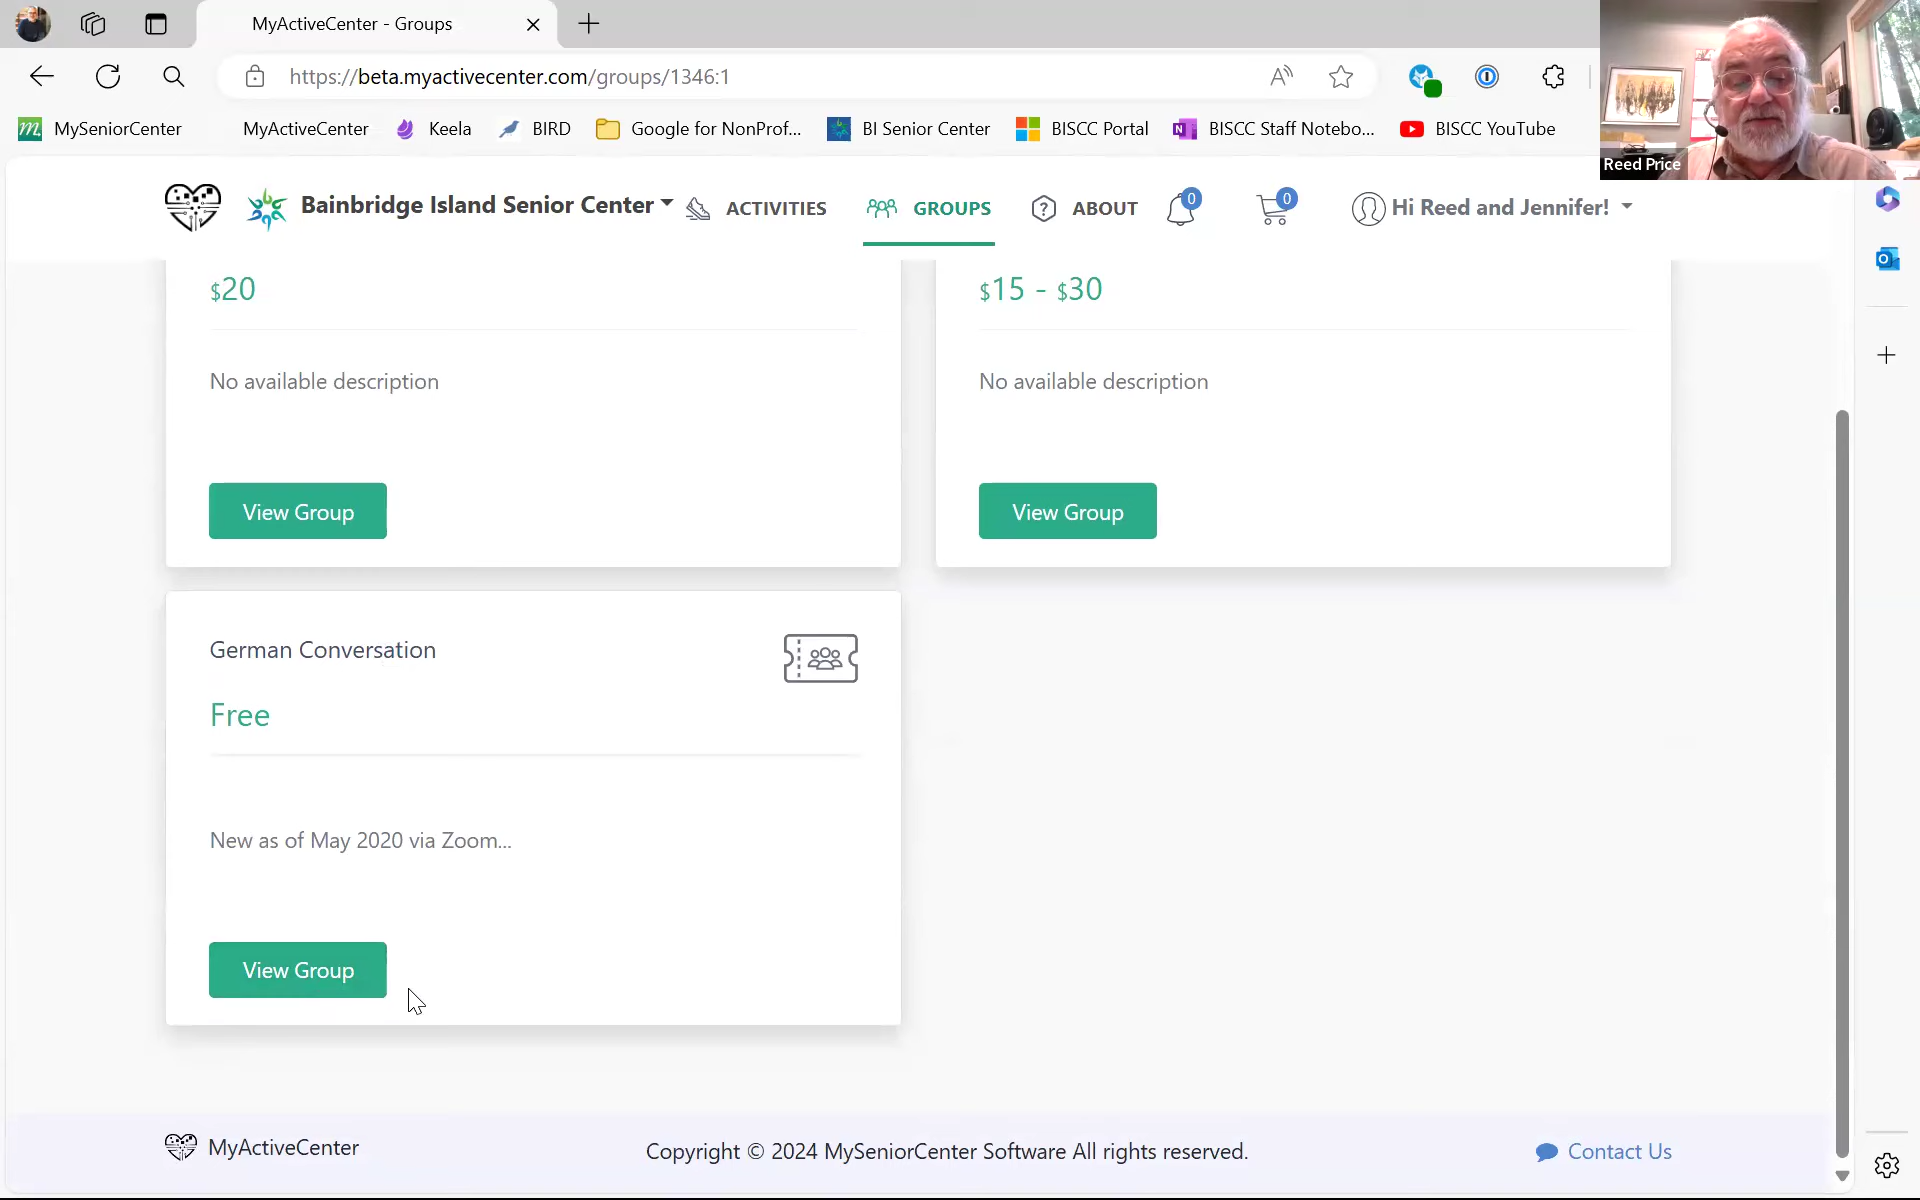 MyActiveCenter - Groups
https://beta.myactivecenter.com/groups/1346:1
MySeniorCenter
MyActiveCenter
Keela
BIRD
Google for NonProf...
BI Senior Center
BISCC Portal
BISCC Staff Notebo...
BISCC YouTube
Reed Price
Bainbridge Island Senior Center
ACTIVITIES
GROUPS
ABOUT
0
0
Hi Reed and Jennifer!
$20
$15 - $30
No available description
No available description
View Group
View Group
German Conversation
Free
New as of May 2020 via Zoom...
View Group
MyActiveCenter
Copyright © 2024 MySeniorCenter Software All rights reserved.
Contact Us